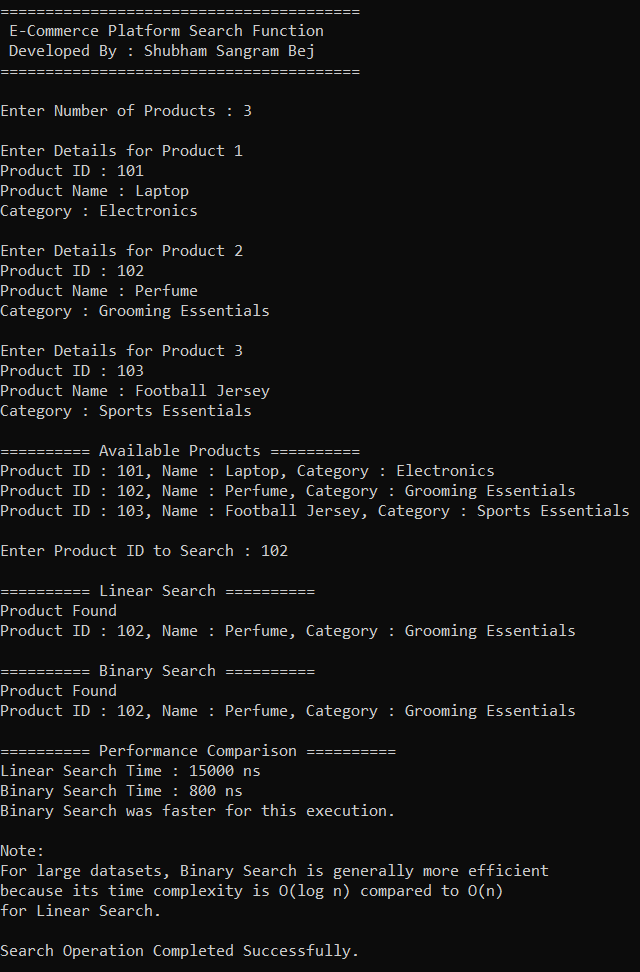 ========================================
E-Commerce Platform Search Function
Developed By : Shubham Sangram Bej
========================================
Enter Number of Products : 3
Enter Details for Product 1
Product ID : 101
Product Name : Laptop
Category : Electronics
Enter Details for Product 2
Product ID : 102
Product Name : Perfume
Category : Grooming Essentials
Enter Details for Product 3
Product ID : 103
Product Name : Football Jersey
Category : Sports Essentials
========== Available Products ==========
Product ID : 101, Name : Laptop, Category : Electronics
Product ID : 102, Name : Perfume, Category : Grooming Essentials
Product ID : 103, Name : Football Jersey, Category : Sports Essentials
Enter Product ID to Search : 102
========== Linear Search ==========
Product Found
Product ID : 102, Name : Perfume, Category : Grooming Essentials
========== Binary Search ==========
Product Found
Product ID : 102, Name : Perfume, Category : Grooming Essentials
========== Performance Comparison ==========
Linear Search Time : 15000 ns
Binary Search Time : 800 ns
Binary Search was faster for this execution.
Note:
For large datasets, Binary Search is generally more efficient
because its time complexity is O(log n) compared to O(n)
for Linear Search.
Search Operation Completed Successfully.